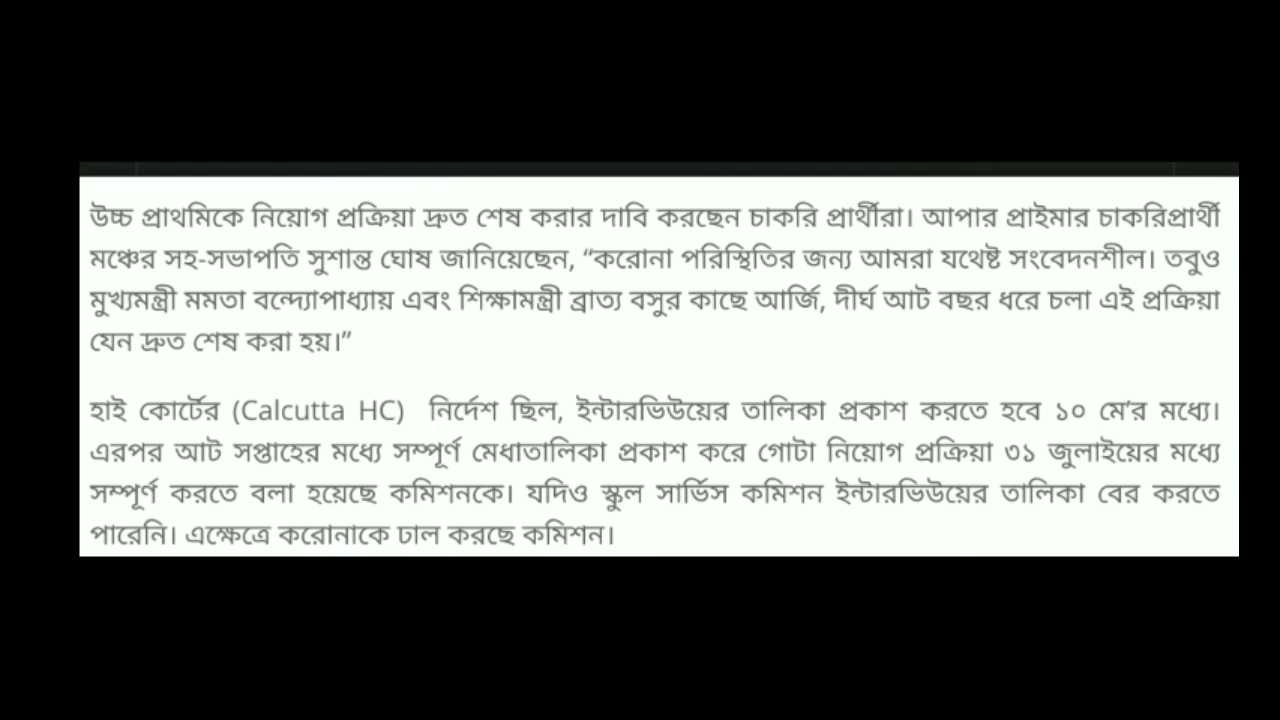 উচ্চ প্রাথমিকে নিয়োগ প্রক্রিয়া দ্রুত শেষ করার দাবি করছেন চাকরি প্রার্থীরা। আপার প্রাইমার চাকরিপ্রার্থী
মঞ্চের সহ-সভাপতি সুশান্ত ঘোষ জানিয়েছেন, “করোনা পরিস্থিতির জন্য আমরা যথেষ্ট সংবেদনশীল। তবুও
মুখ্যমন্ত্রী মমতা বন্দ্যোপাধ্যায় এবং শিক্ষামন্ত্রী ব্রাত্য বসুর কাছে আর্জি, দীর্ঘ আট বছর ধরে চলা এই প্রক্রিয়া
যেন দ্রুত শেষ করা হয়।”
হাই কোর্টের (Calcutta HC) নির্দেশ ছিল, ইন্টারভিউয়ের তালিকা প্রকাশ করতে হবে ১০ মে’র মধ্যে।
এরপর আট সপ্তাহের মধ্যে সম্পূর্ণ মেধাতালিকা প্রকাশ করে গোটা নিয়োগ প্রক্রিয়া ৩১ জুলাইয়ের মধ্যে
সম্পূর্ণ করতে বলা হয়েছে কমিশনকে। যদিও স্কুল সার্ভিস কমিশন ইন্টারভিউয়ের তালিকা বের করতে
পারেনি। এক্ষেত্রে করোনাকে ঢাল করছে কমিশন।